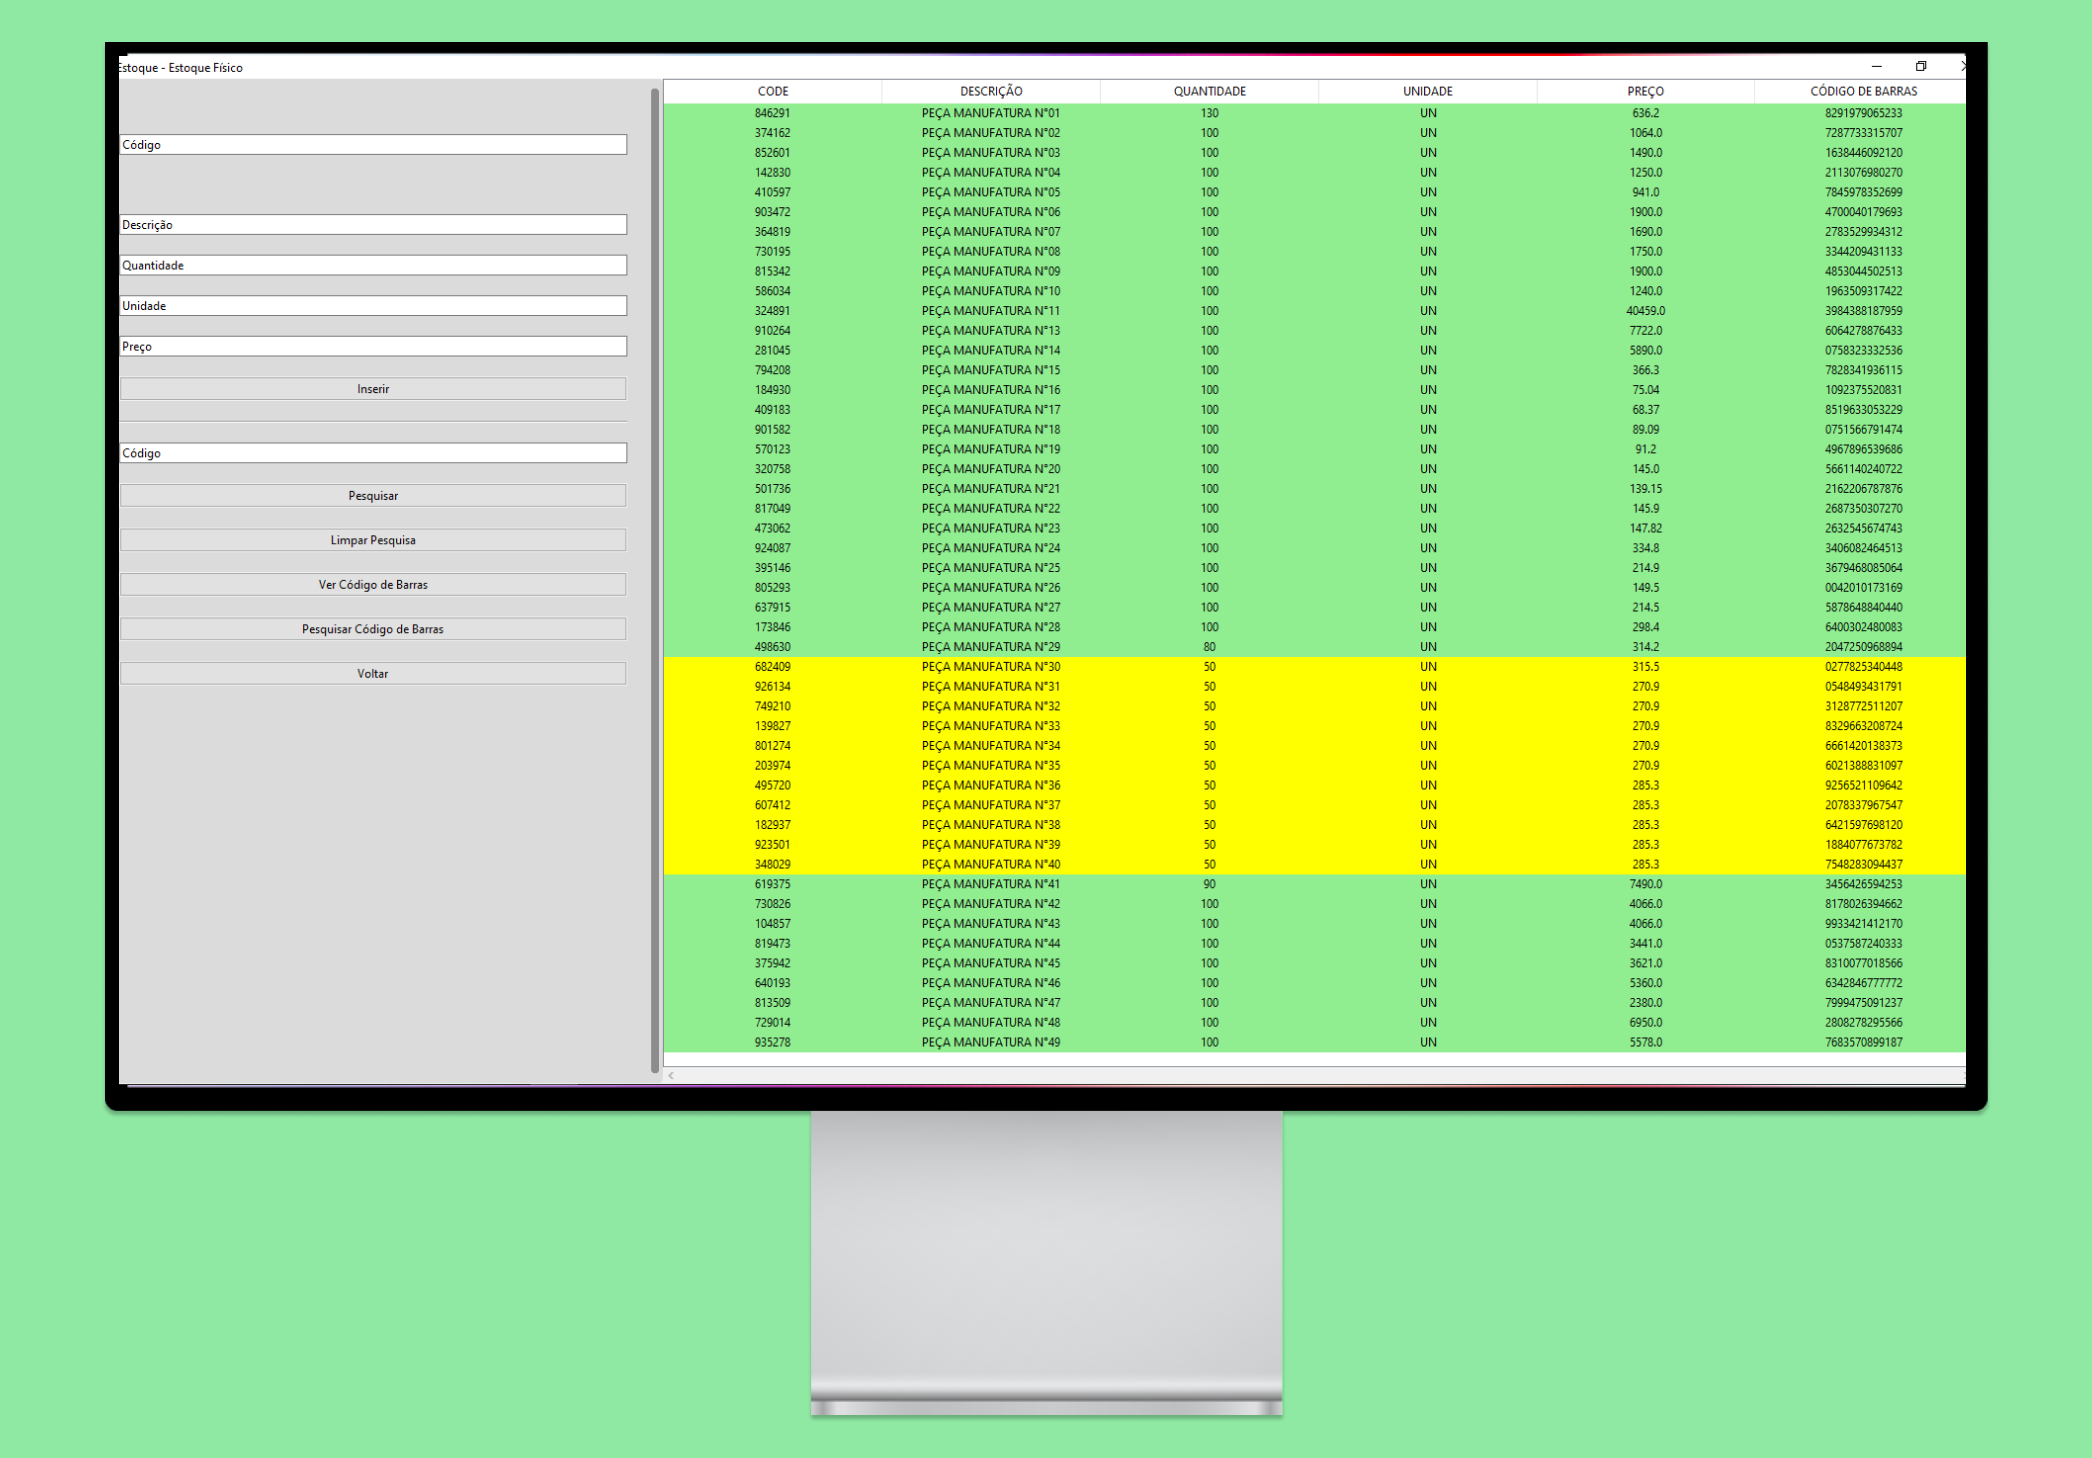 Estoque - Estoque Físico
Código
Descrição
Quantidade
Unidade
Preço
Inserir
Código
Pesquisar
Limpar Pesquisa
Ver Código de Barras
Pesquisar Código de Barras
Voltar
CODE DESCRIÇÃO QUANTIDADE UNIDADE PREÇO CÓDIGO DE BARRAS
846291 PEÇA MANUFATURA N°01 130 UN 636.2 8291979065233
374162 PEÇA MANUFATURA N°02 100 UN 1064.0 7287733315707
852601 PEÇA MANUFATURA N°03 100 UN 1490.0 1638446092120
142830 PEÇA MANUFATURA N°04 100 UN 1250.0 2113076980270
410597 PEÇA MANUFATURA N°05 100 UN 941.0 7845978352699
903472 PEÇA MANUFATURA N°06 100 UN 1900.0 4700040179693
364819 PEÇA MANUFATURA N°07 100 UN 1690.0 2783529934312
730195 PEÇA MANUFATURA N°08 100 UN 1750.0 3344209431133
815342 PEÇA MANUFATURA N°09 100 UN 1900.0 4853044502513
586034 PEÇA MANUFATURA N°10 100 UN 1240.0 1963509317422
324891 PEÇA MANUFATURA N°11 100 UN 40459.0 3984388187959
910264 PEÇA MANUFATURA N°13 100 UN 7722.0 6064278876433
281045 PEÇA MANUFATURA N°14 100 UN 5890.0 0758323332536
794208 PEÇA MANUFATURA N°15 100 UN 366.3 7828341936115
184930 PEÇA MANUFATURA N°16 100 UN 75.04 1092375520831
409183 PEÇA MANUFATURA N°17 100 UN 68.37 8519633053229
901582 PEÇA MANUFATURA N°18 100 UN 89.09 0751566791474
570123 PEÇA MANUFATURA N°19 100 UN 91.2 4967896539686
320758 PEÇA MANUFATURA N°20 100 UN 145.0 5661140240722
501736 PEÇA MANUFATURA N°21 100 UN 139.15 2162206787876
817049 PEÇA MANUFATURA N°22 100 UN 145.9 2687350307270
473062 PEÇA MANUFATURA N°23 100 UN 147.82 2632545674743
924087 PEÇA MANUFATURA N°24 100 UN 334.8 3406082464513
395146 PEÇA MANUFATURA N°25 100 UN 214.9 3679468085064
805293 PEÇA MANUFATURA N°26 100 UN 149.5 0042010173169
637915 PEÇA MANUFATURA N°27 100 UN 214.5 5878648840440
173846 PEÇA MANUFATURA N°28 100 UN 298.4 6400302480083
498630 PEÇA MANUFATURA N°29 80 UN 314.2 2047250968894
682409 PEÇA MANUFATURA N°30 50 UN 315.5 0277825340448
926134 PEÇA MANUFATURA N°31 50 UN 270.9 0548493431791
749210 PEÇA MANUFATURA N°32 50 UN 270.9 3128772511207
139827 PEÇA MANUFATURA N°33 50 UN 270.9 8329663208724
801274 PEÇA MANUFATURA N°34 50 UN 270.9 6661420138373
203974 PEÇA MANUFATURA N°35 50 UN 270.9 6021388831097
495720 PEÇA MANUFATURA N°36 50 UN 285.3 9256521109642
607412 PEÇA MANUFATURA N°37 50 UN 285.3 2078337967547
182937 PEÇA MANUFATURA N°38 50 UN 285.3 6421597698120
923501 PEÇA MANUFATURA N°39 50 UN 285.3 1884077673782
348029 PEÇA MANUFATURA N°40 50 UN 285.3 7548283094437
619375 PEÇA MANUFATURA N°41 90 UN 7490.0 3456426594253
730826 PEÇA MANUFATURA N°42 100 UN 4066.0 8178026394662
104857 PEÇA MANUFATURA N°43 100 UN 4066.0 9933421412170
819473 PEÇA MANUFATURA N°44 100 UN 3441.0 0537587240333
375942 PEÇA MANUFATURA N°45 100 UN 3621.0 8310077018566
640193 PEÇA MANUFATURA N°46 100 UN 5360.0 6342846777772
813509 PEÇA MANUFATURA N°47 100 UN 2380.0 7999475091237
729014 PEÇA MANUFATURA N°48 100 UN 6950.0 2808278295566
935278 PEÇA MANUFATURA N°49 100 UN 5578.0 7683570899187